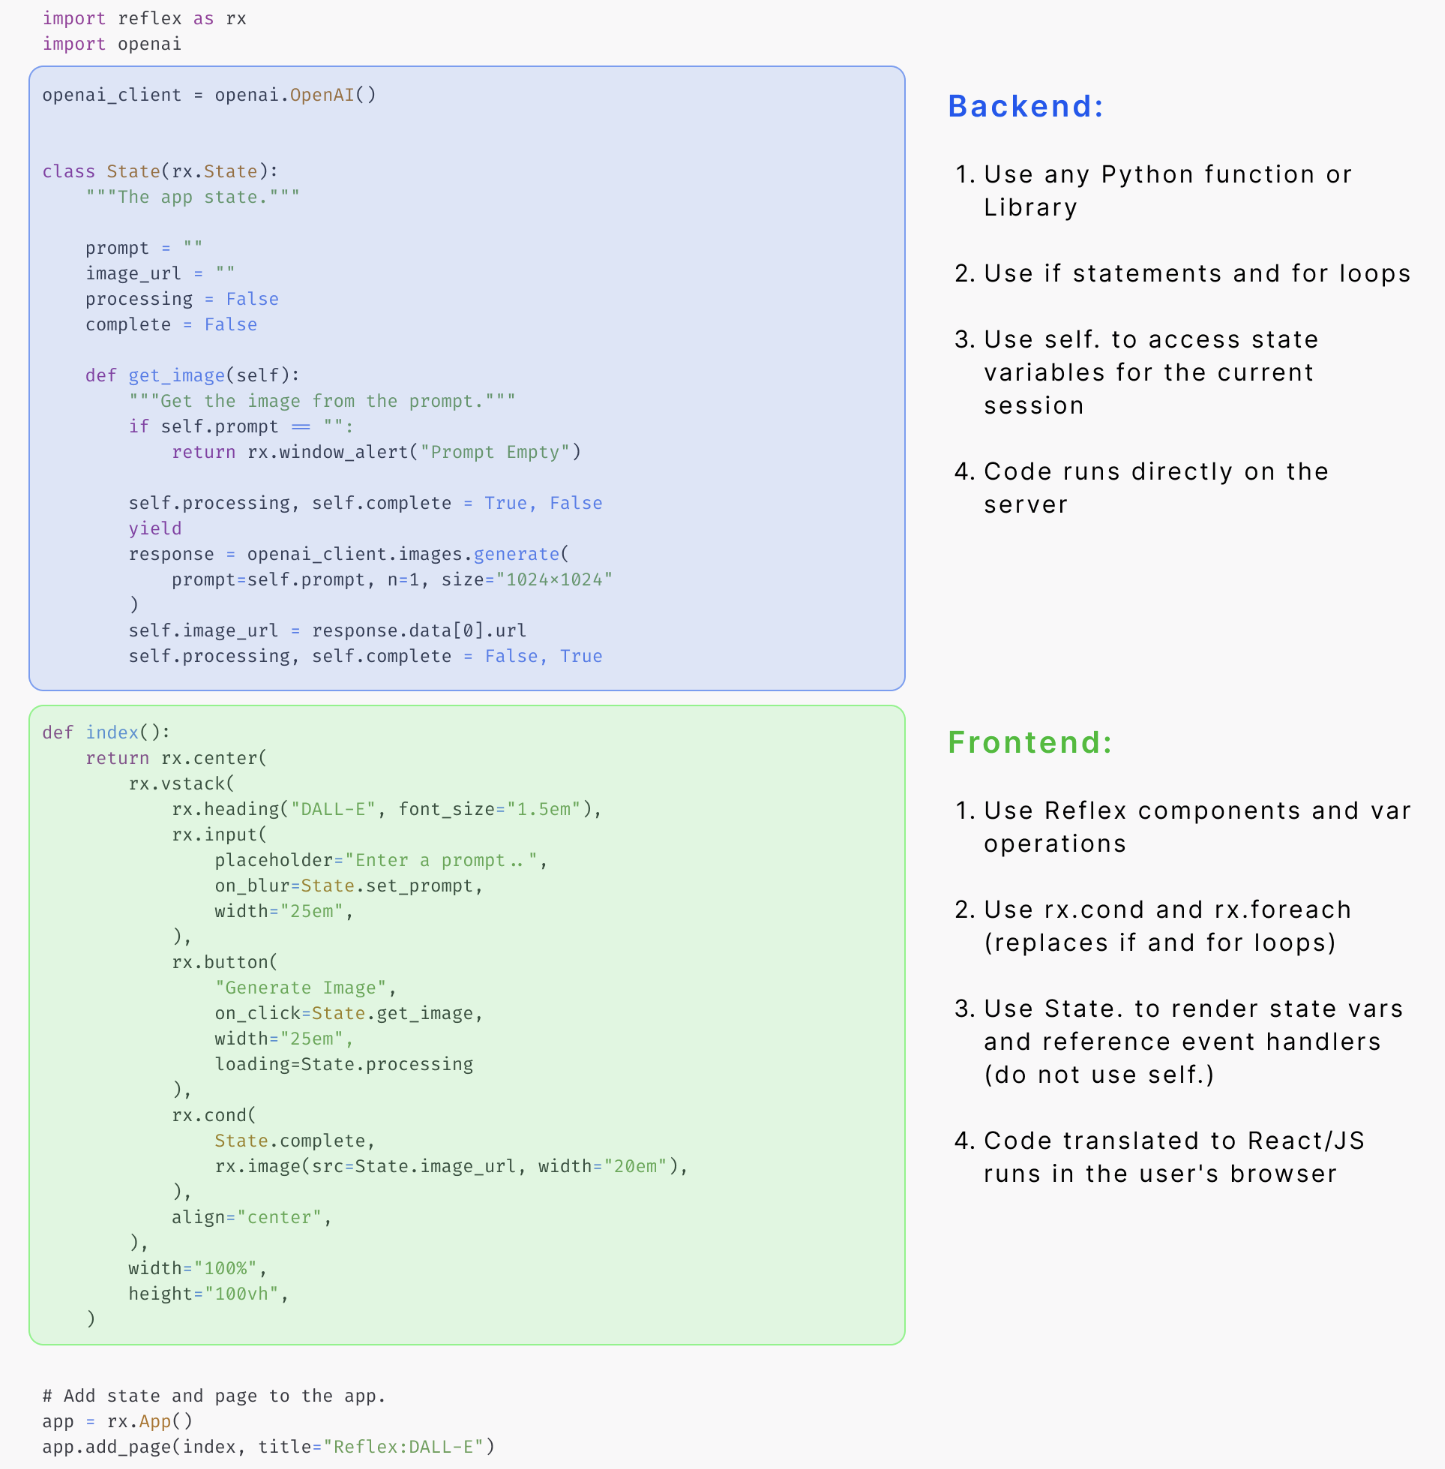 import reflex as rx
import openai
openai_client = openai.OpenAI()
class State(rx.State):
    """The app state."""
    prompt = ""
    image_url = ""
    processing = False
    complete = False
    def get_image(self):
        """Get the image from the prompt."""
        if self.prompt == "":
            return rx.window_alert("Prompt Empty")
        self.processing, self.complete = True, False
        yield
        response = openai_client.images.generate(
            prompt=self.prompt, n=1, size="1024×1024"
        )
        self.image_url = response.data[0].url
        self.processing, self.complete = False, True
Backend:
1. Use any Python function or
Library
2. Use if statements and for loops
3. Use self. to access state
variables for the current
session
4. Code runs directly on the
server
def index():
    return rx.center(
        rx.vstack(
            rx.heading("DALL-E", font_size="1.5em"),
            rx.input(
                placeholder="Enter a prompt..",
                on_blur=State.set_prompt,
                width="25em",
            ),
            rx.button(
                "Generate Image",
                on_click=State.get_image,
                width="25em",
                loading=State.processing
            ),
            rx.cond(
                State.complete,
                rx.image(src=State.image_url, width="20em"),
            ),
            align="center",
        ),
        width="100%",
        height="100vh",
    )
Frontend:
1. Use Reflex components and var
operations
2. Use rx.cond and rx.foreach
(replaces if and for loops)
3. Use State. to render state vars
and reference event handlers
(do not use self.)
4. Code translated to React/JS
runs in the user's browser
# Add state and page to the app.
app = rx.App()
app.add_page(index, title="Reflex:DALL-E")